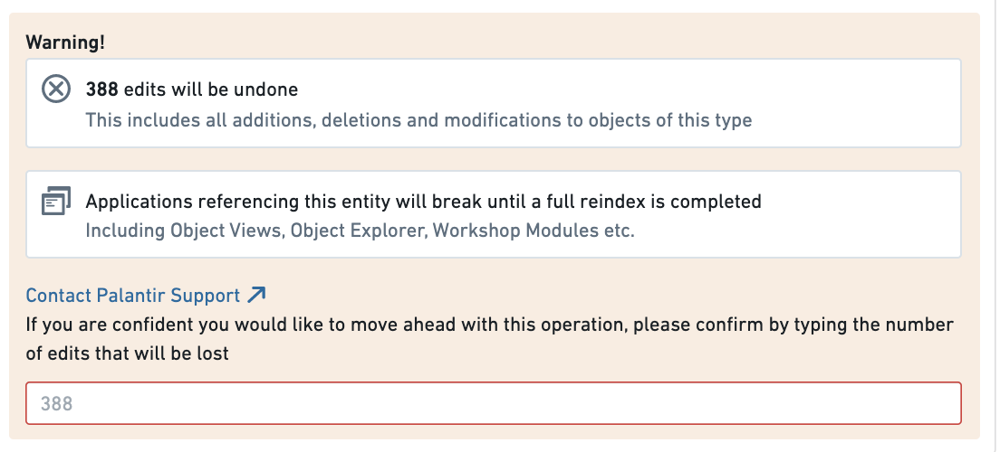 Warning!
388 edits will be undone
This includes all additions, deletions and modifications to objects of this type
Applications referencing this entity will break until a full reindex is completed
Including Object Views, Object Explorer, Workshop Modules etc.
Contact Palantir Support
If you are confident you would like to move ahead with this operation, please confirm by typing the number
of edits that will be lost
388